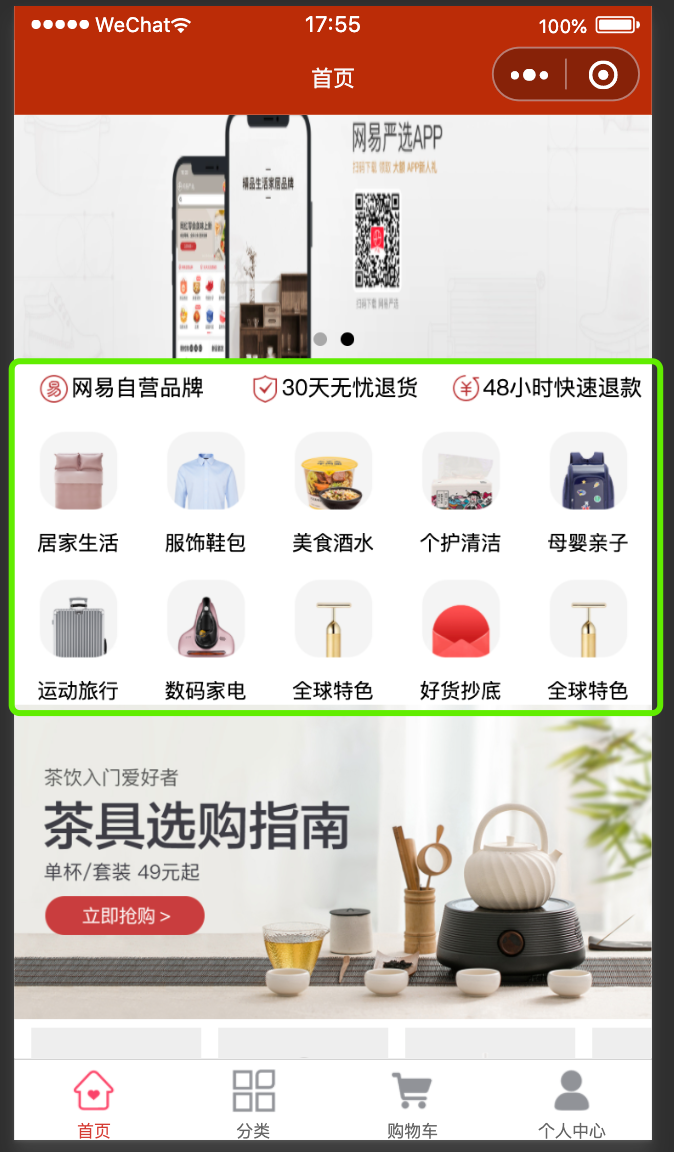 WeChat
17:55
100%
首页
网易严选APP
扫码下载 领取 大额 APP新人礼
精品生活家居品牌
扫码下载 网易严选
易 网易自营品牌
30天无忧退货
48小时快速退款
居家生活 服饰鞋包 美食酒水 个护清洁 母婴亲子
运动旅行 数码家电 全球特色 好货抄底 全球特色
茶饮入门爱好者
茶具选购指南
单杯/套装 49元起
立即抢购 >
首页 分类 购物车 个人中心